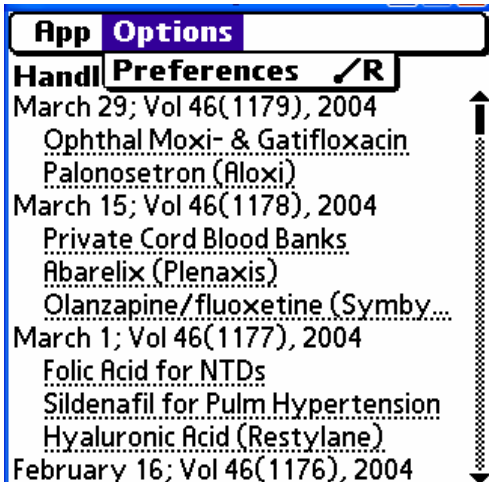 App Options
Preferences ⁄R
Handl
March 29; Vol 46(1179), 2004
Ophthal Moxi- & Gatifloxacin
Palonosetron (Aloxi)
March 15; Vol 46(1178), 2004
Private Cord Blood Banks
Abarelix (Plenaxis)
Olanzapine/fluoxetine (Symby...
March 1; Vol 46(1177), 2004
Folic Acid for NTDs
Sildenafil for Pulm Hypertension
Hyaluronic Acid (Restylane)
February 16; Vol 46(1176), 2004